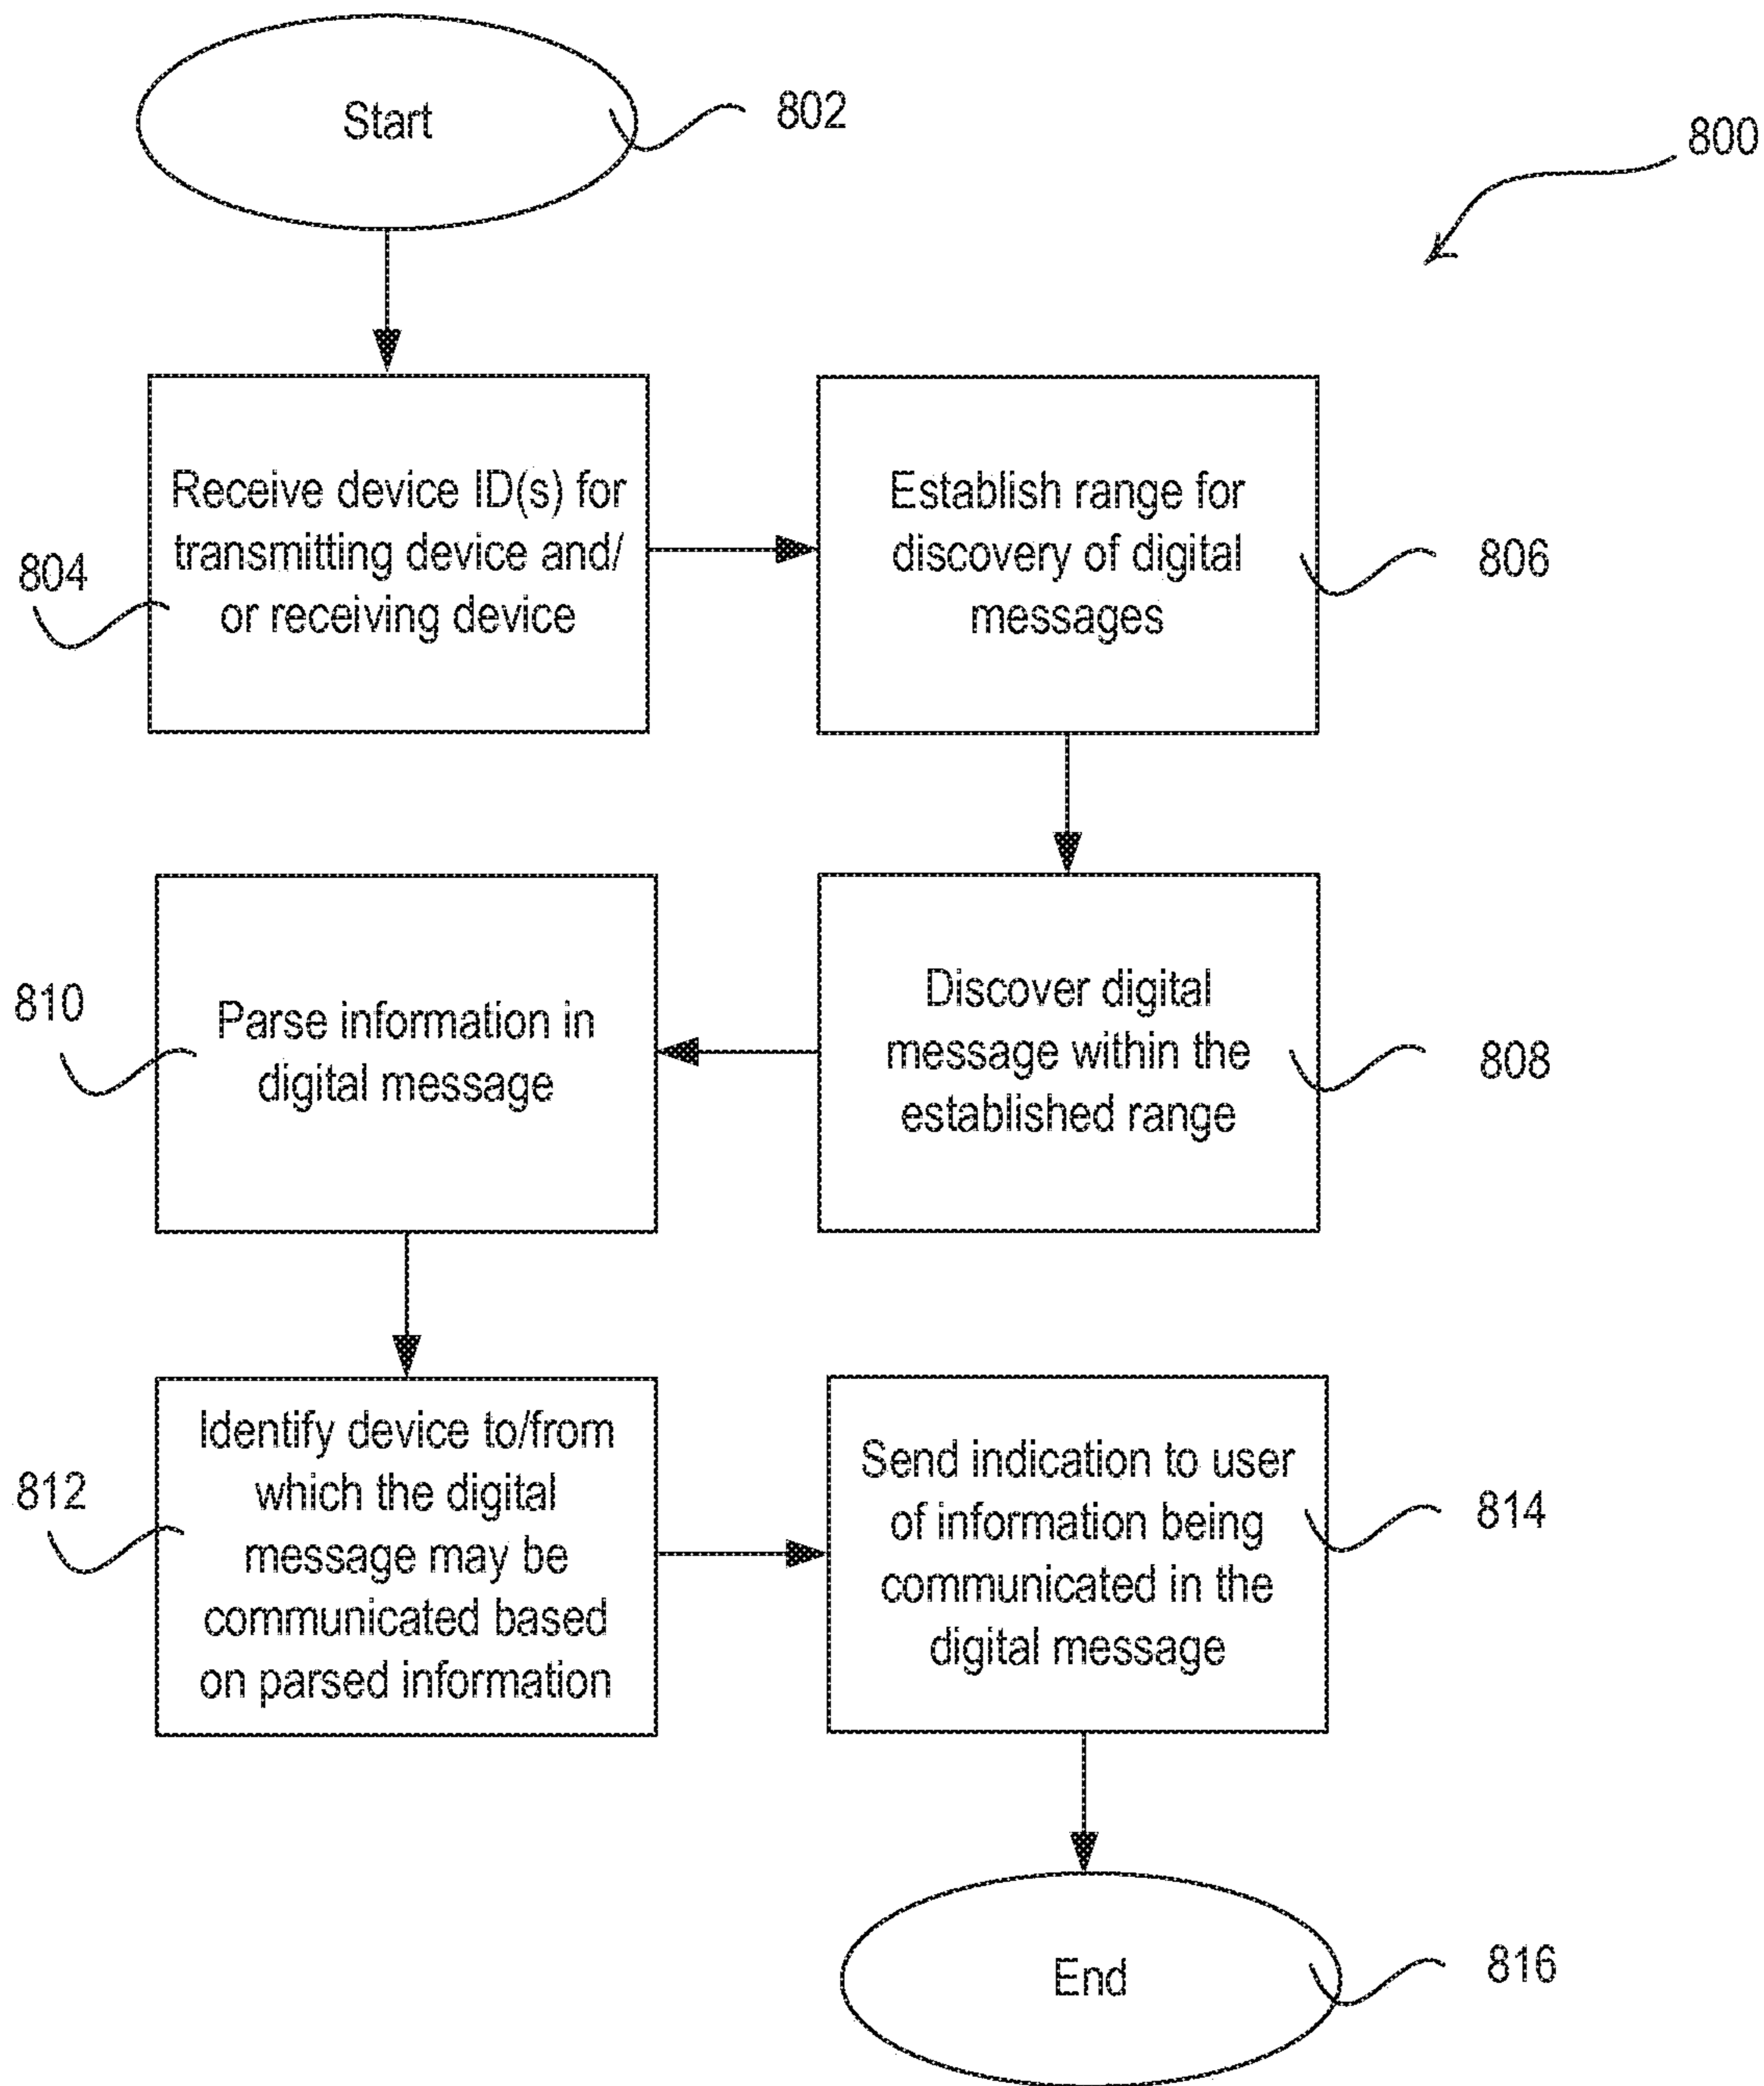 Start
802
800
Receive device ID(s) for
transmitting device and/
or receiving device
804
Establish range for
discovery of digital
messages
806
Discover digital
message within the
established range
808
Parse information in
digital message
810
Identify device to/from
which the digital
message may be
communicated based
on parsed information
812
Send indication to user
of information being
communicated in the
digital message
814
End
816